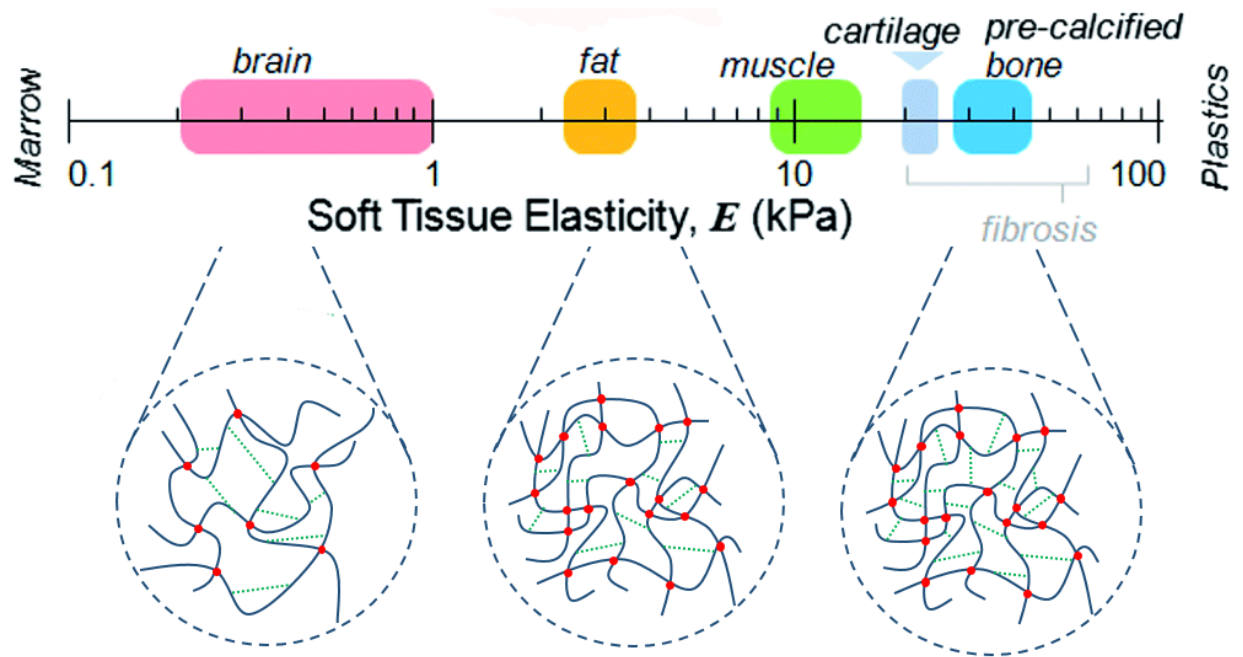 cartilage
pre-calcified
bone
brain
fat
muscle
Marrow
Plastics
0.1
1
10
100
Soft Tissue Elasticity, E (kPa)
fibrosis